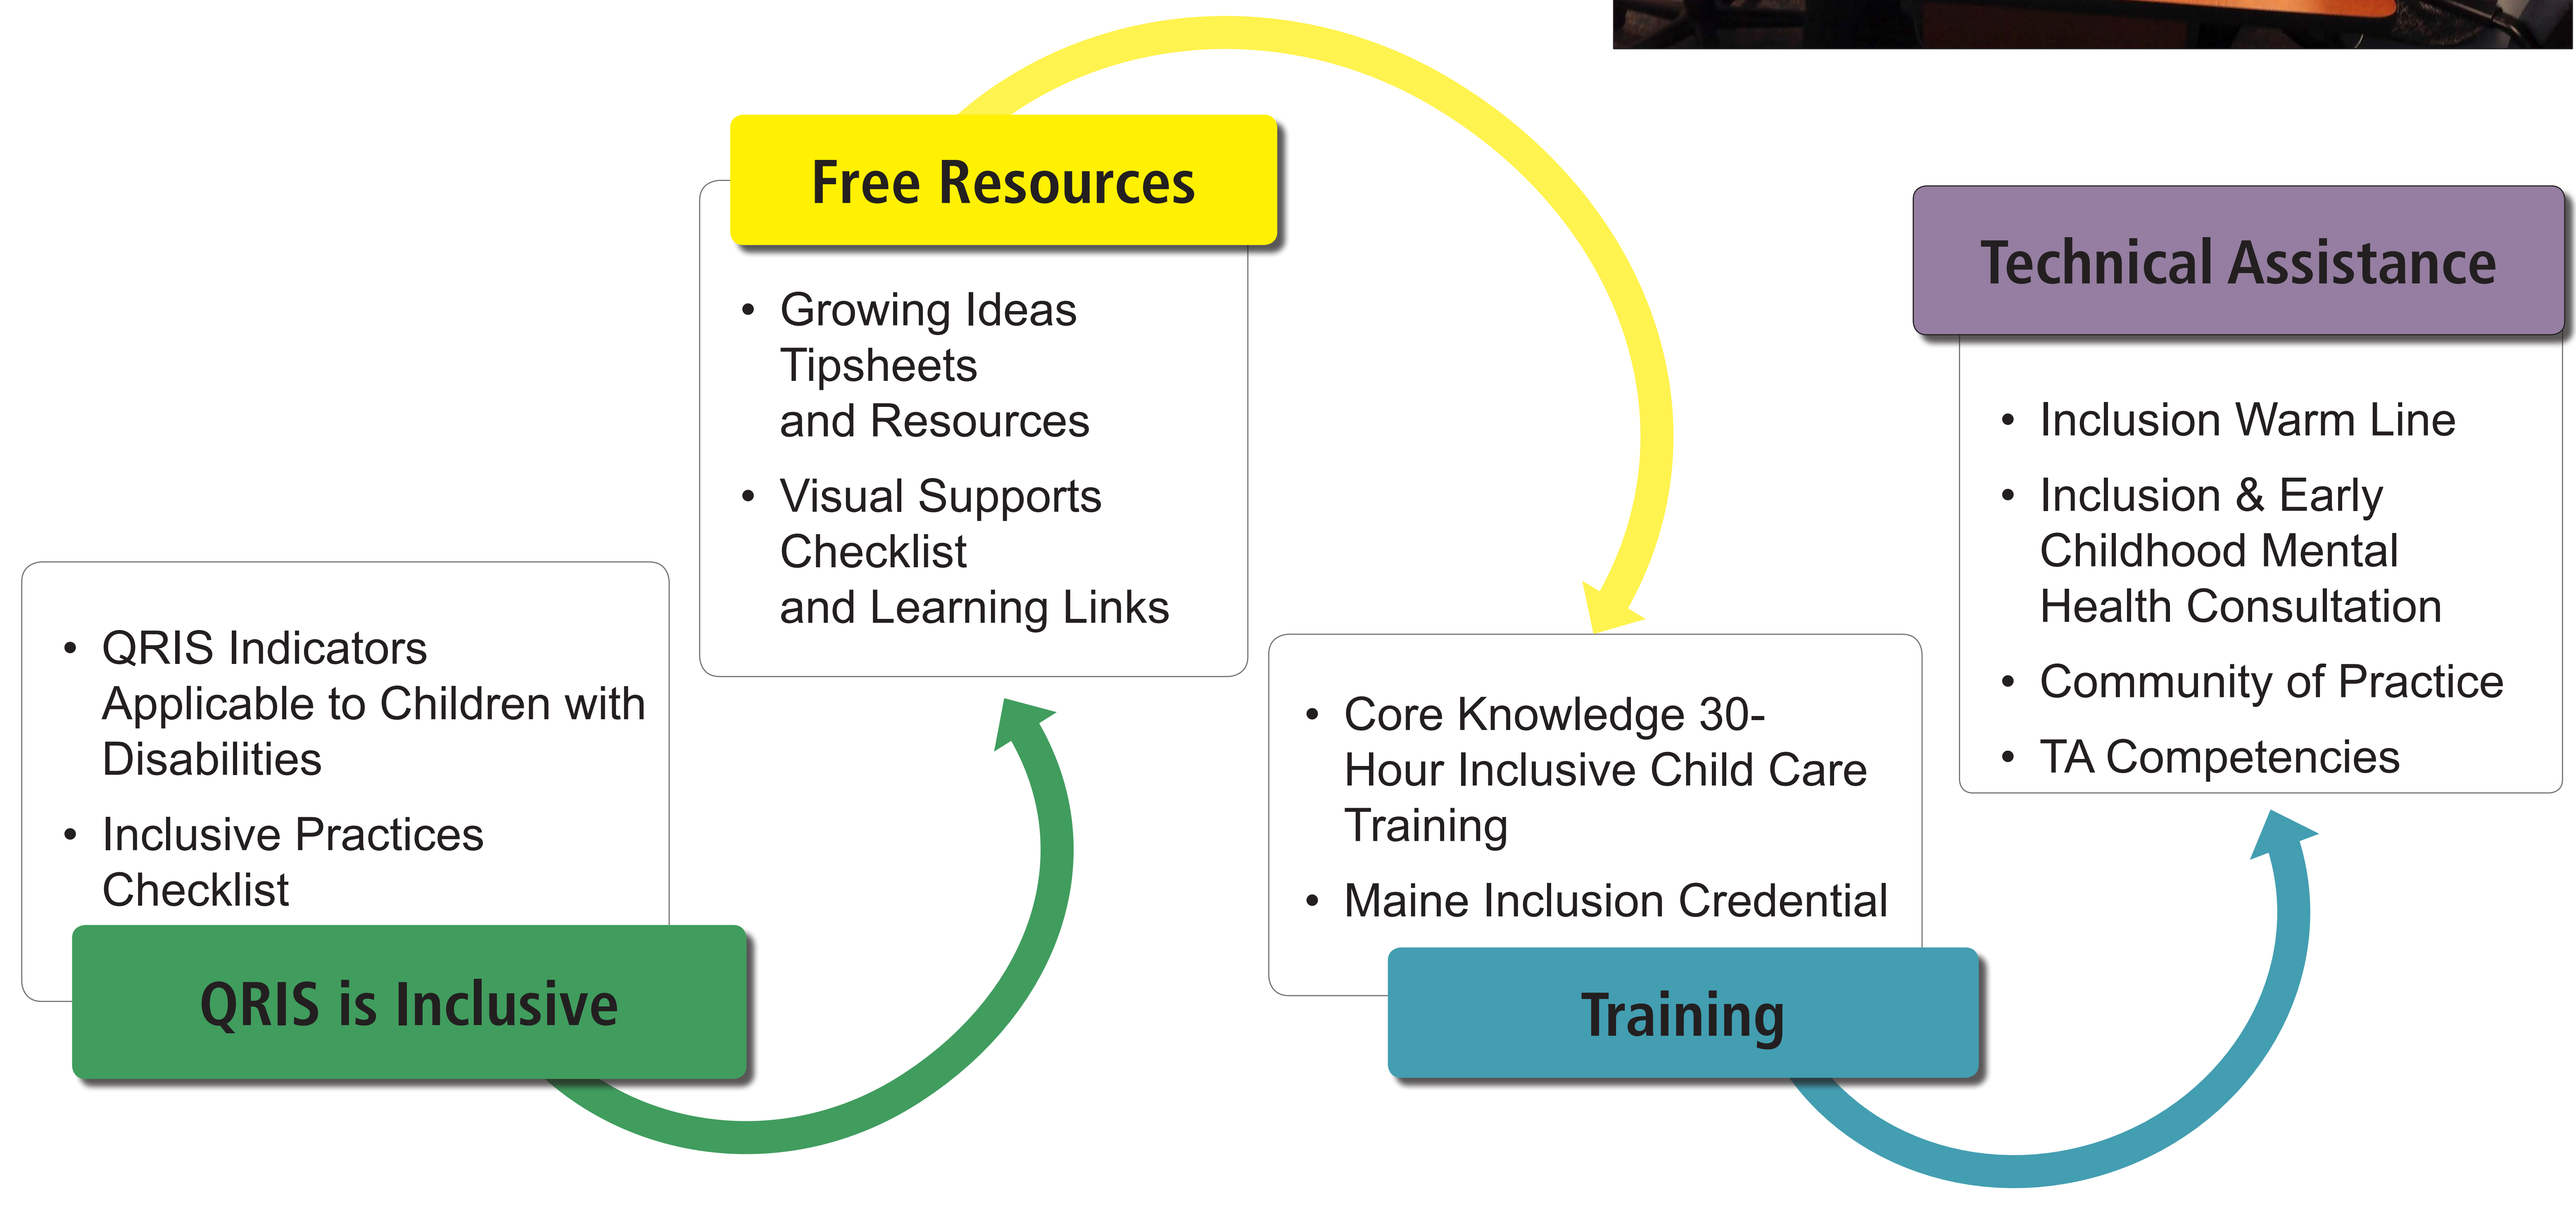 QRIS Indicators
Applicable to Children with
Disabilities
Inclusive Practices
Checklist
QRIS is Inclusive
Free Resources
Growing Ideas
Tipsheets
and Resources
Visual Supports
Checklist
and Learning Links
Core Knowledge 30-
Hour Inclusive Child Care
Training
Maine Inclusion Credential
Training
Technical Assistance
Inclusion Warm Line
Inclusion & Early
Childhood Mental
Health Consultation
Community of Practice
TA Competencies